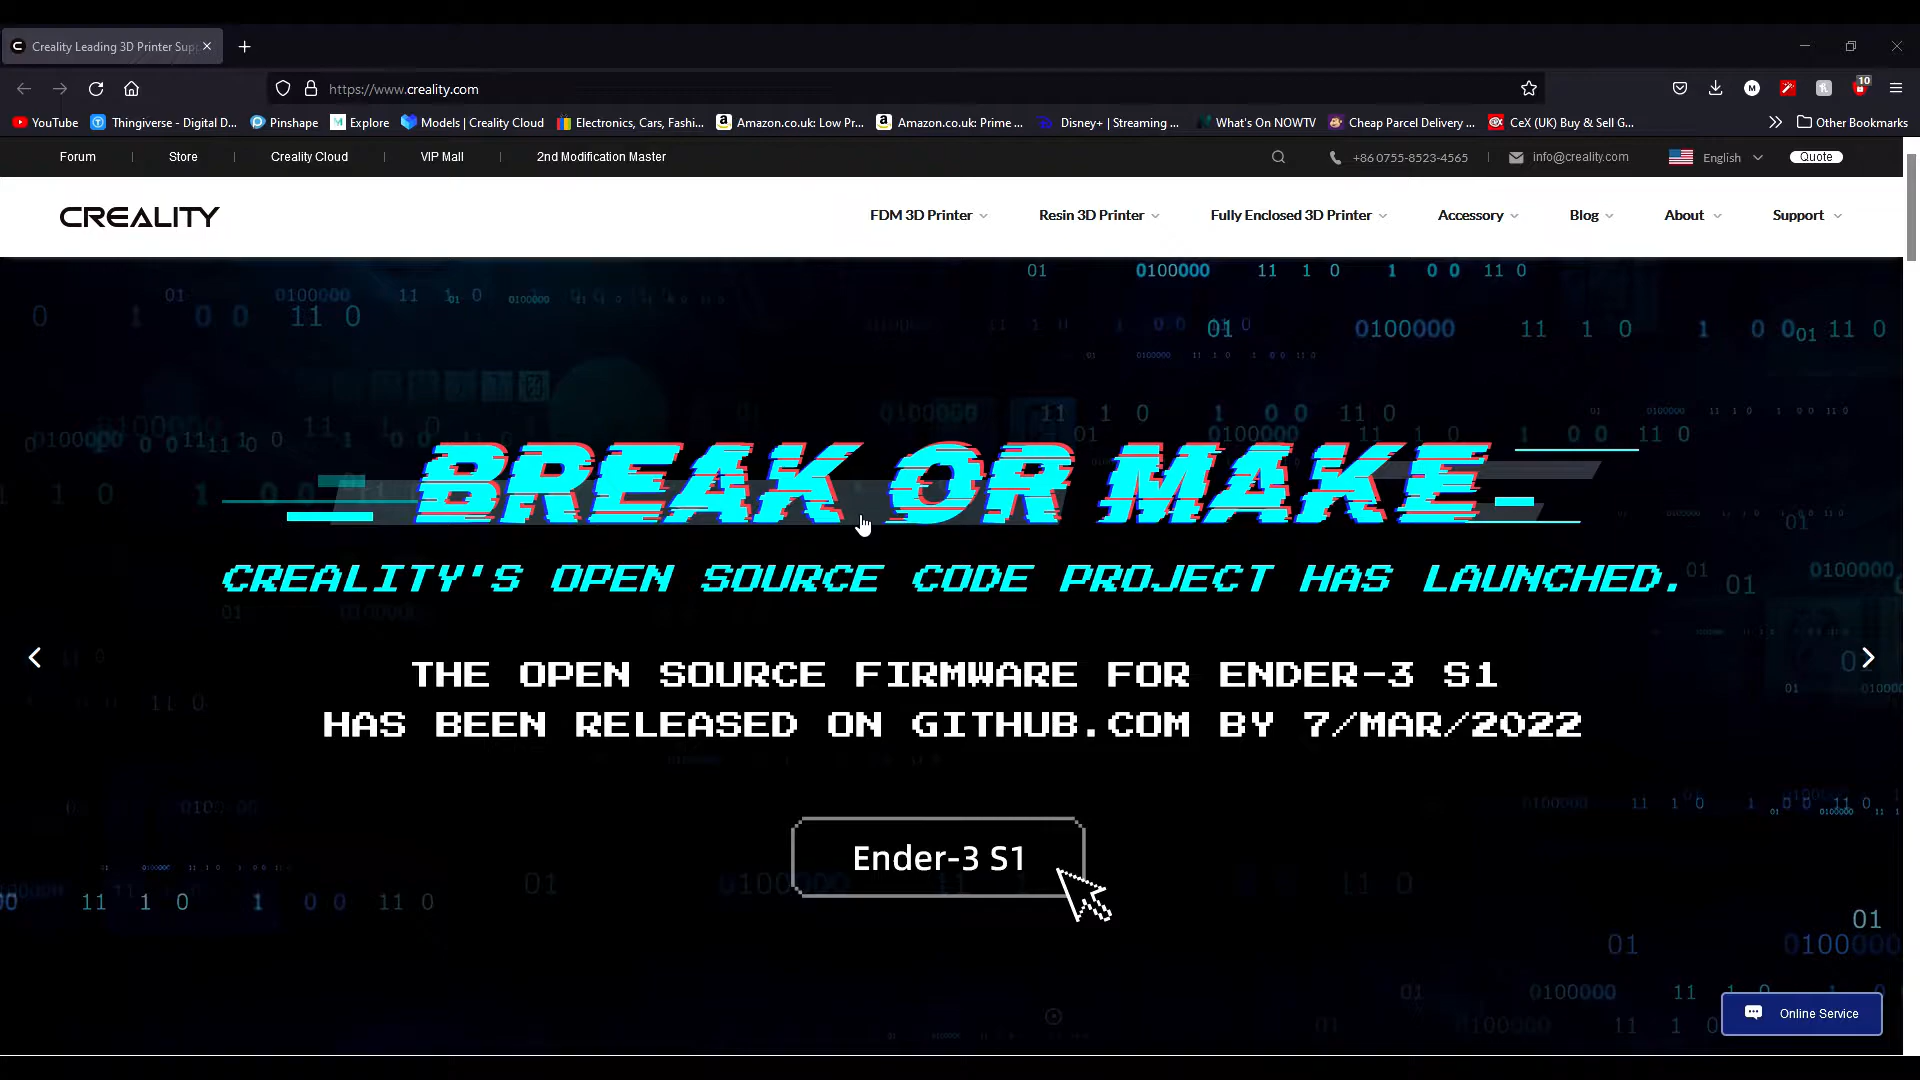 Creality Leading 3D Printer Sup
https://www.creality.com
10
YouTube
Thingiverse - Digital D...
Pinshape
Explore
Models | Creality Cloud
Electronics, Cars, Fashi...
Amazon.co.uk: Low Pr...
Amazon.co.uk: Prime ...
Disney+ | Streaming ...
What's On NOWTV
Cheap Parcel Delivery ...
CeX (UK) Buy & Sell G...
Other Bookmarks
Forum
Store
Creality Cloud
VIP Mall
2nd Modification Master
+86 0755-8523-4565
info@creality.com
English
Quote
CREALITY
FDM 3D Printer
Resin 3D Printer
Fully Enclosed 3D Printer
Accessory
Blog
About
Support
BREAK OR MAKE
CREALITY'S OPEN SOURCE CODE PROJECT HAS LAUNCHED.
THE OPEN SOURCE FIRMWARE FOR ENDER-3 S1
HAS BEEN RELEASED ON GITHUB.COM BY 7/MAR/2022
Ender-3 S1
Online Service